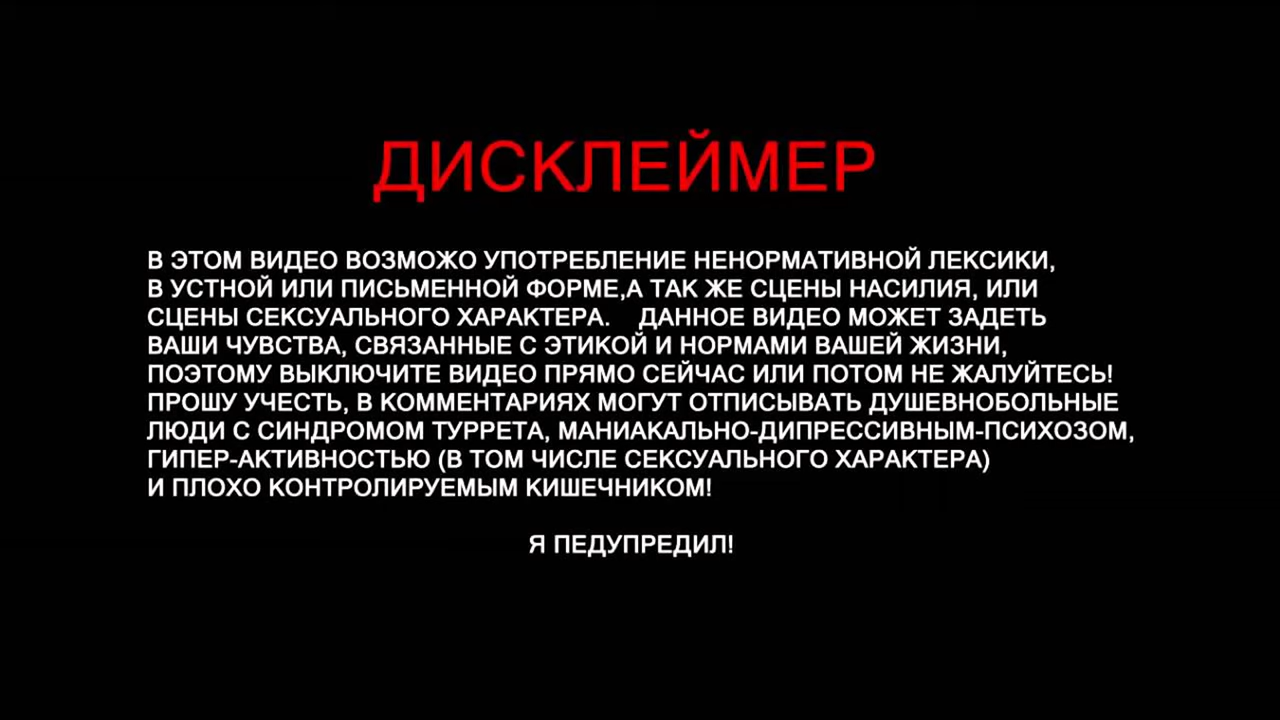 ДИСКЛЕЙМЕР
В ЭТОМ ВИДЕО ВОЗМОЖО УПОТРЕБЛЕНИЕ НЕНОРМАТИВНОЙ ЛЕКСИКИ,
В УСТНОЙ ИЛИ ПИСЬМЕННОЙ ФОРМЕ,А ТАК ЖЕ СЦЕНЫ НАСИЛИЯ, ИЛИ
СЦЕНЫ СЕКСУАЛЬНОГО ХАРАКТЕРА. ДАННОЕ ВИДЕО МОЖЕТ ЗАДЕТЬ
ВАШИ ЧУВСТВА, СВЯЗАННЫЕ С ЭТИКОЙ И НОРМАМИ ВАШЕЙ ЖИЗНИ,
ПОЭТОМУ ВЫКЛЮЧИТЕ ВИДЕО ПРЯМО СЕЙЧАС ИЛИ ПОТОМ НЕ ЖАЛУЙТЕСЬ!
ПРОШУ УЧЕСТЬ, В КОММЕНТАРИЯХ МОГУТ ОТПИСЫВАТЬ ДУШЕВНОБОЛЬНЫЕ
ЛЮДИ С СИНДРОМОМ ТУРРЕТА, МАНИАКАЛЬНО-ДИПРЕССИВНЫМ-ПСИХОЗОМ,
ГИПЕР-АКТИВНОСТЬЮ (В ТОМ ЧИСЛЕ СЕКСУАЛЬНОГО ХАРАКТЕРА)
И ПЛОХО КОНТРОЛИРУЕМЫМ КИШЕЧНИКОМ!
Я ПЕДУПРЕДИЛ!